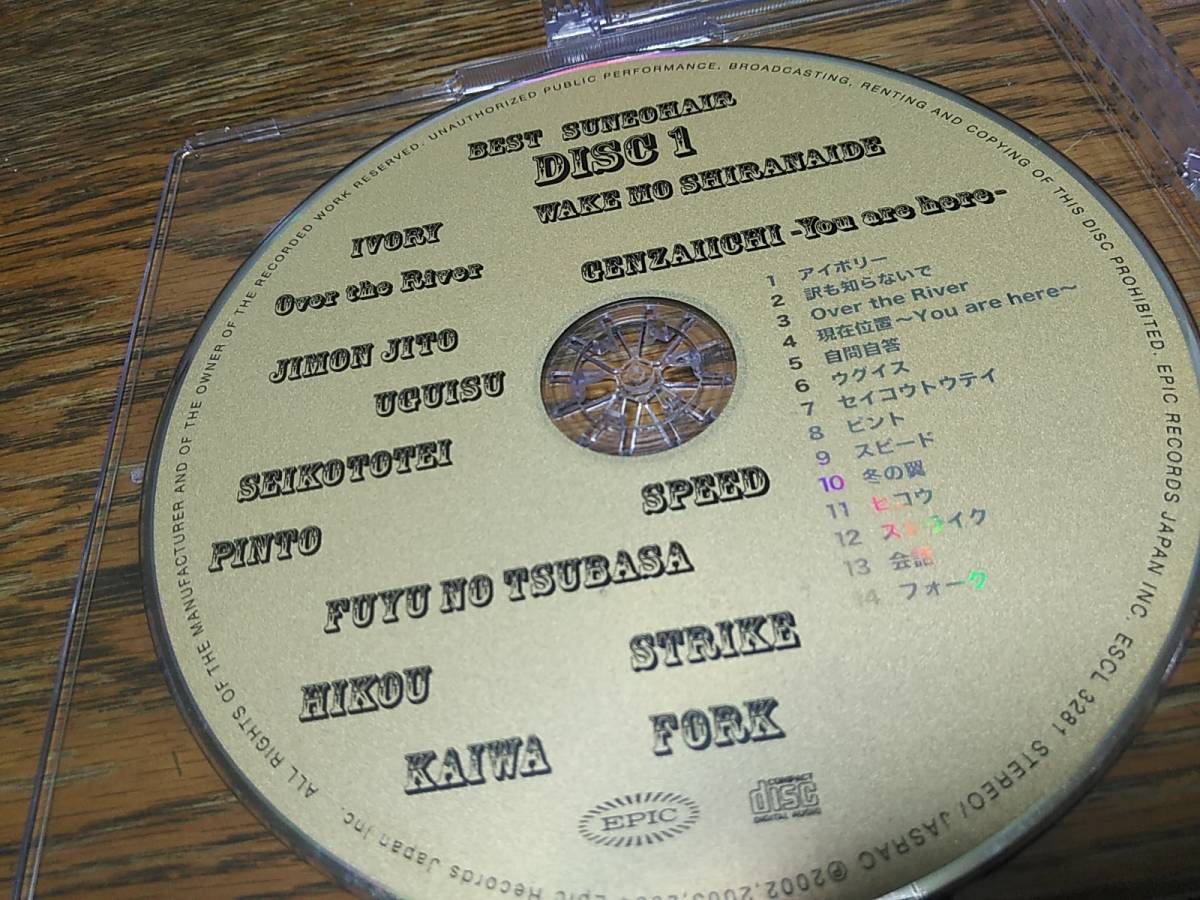 BEST SUNEOHAIR
DISC 1
WAKE MO SHIRANAIDE
IVORY
GENZAIICHI -You are here-
Over the River
JIMON JITO
UGUISU
SEIKOTOTEI
SPEED
PINTO
FUYU NO TSUBASA
STRIKE
HIKOU
FORK
KAIWA
1 アイボリー
2 訳も知らないで
3 Over the River
4 現在位置～You are here～
5 自問自答
6 ウグイス
7 セイコウトウテイ
8 ピント
9 スピード
10 冬の翼
11 ヒコウ
12 ストライク
13 会話
14 フォーク
EPIC
COMPACT
disc
DIGITAL AUDIO
ALL RIGHTS OF THE MANUFACTURER AND OF THE OWNER OF THE RECORDED WORK RESERVED. UNAUTHORIZED PUBLIC PERFORMANCE, BROADCASTING, RENTING AND COPYING OF THIS DISC PROHIBITED. EPIC RECORDS JAPAN INC. ESCL 3281 STEREO/JASRAC ℗2002,2003, Epic Records Japan Inc.